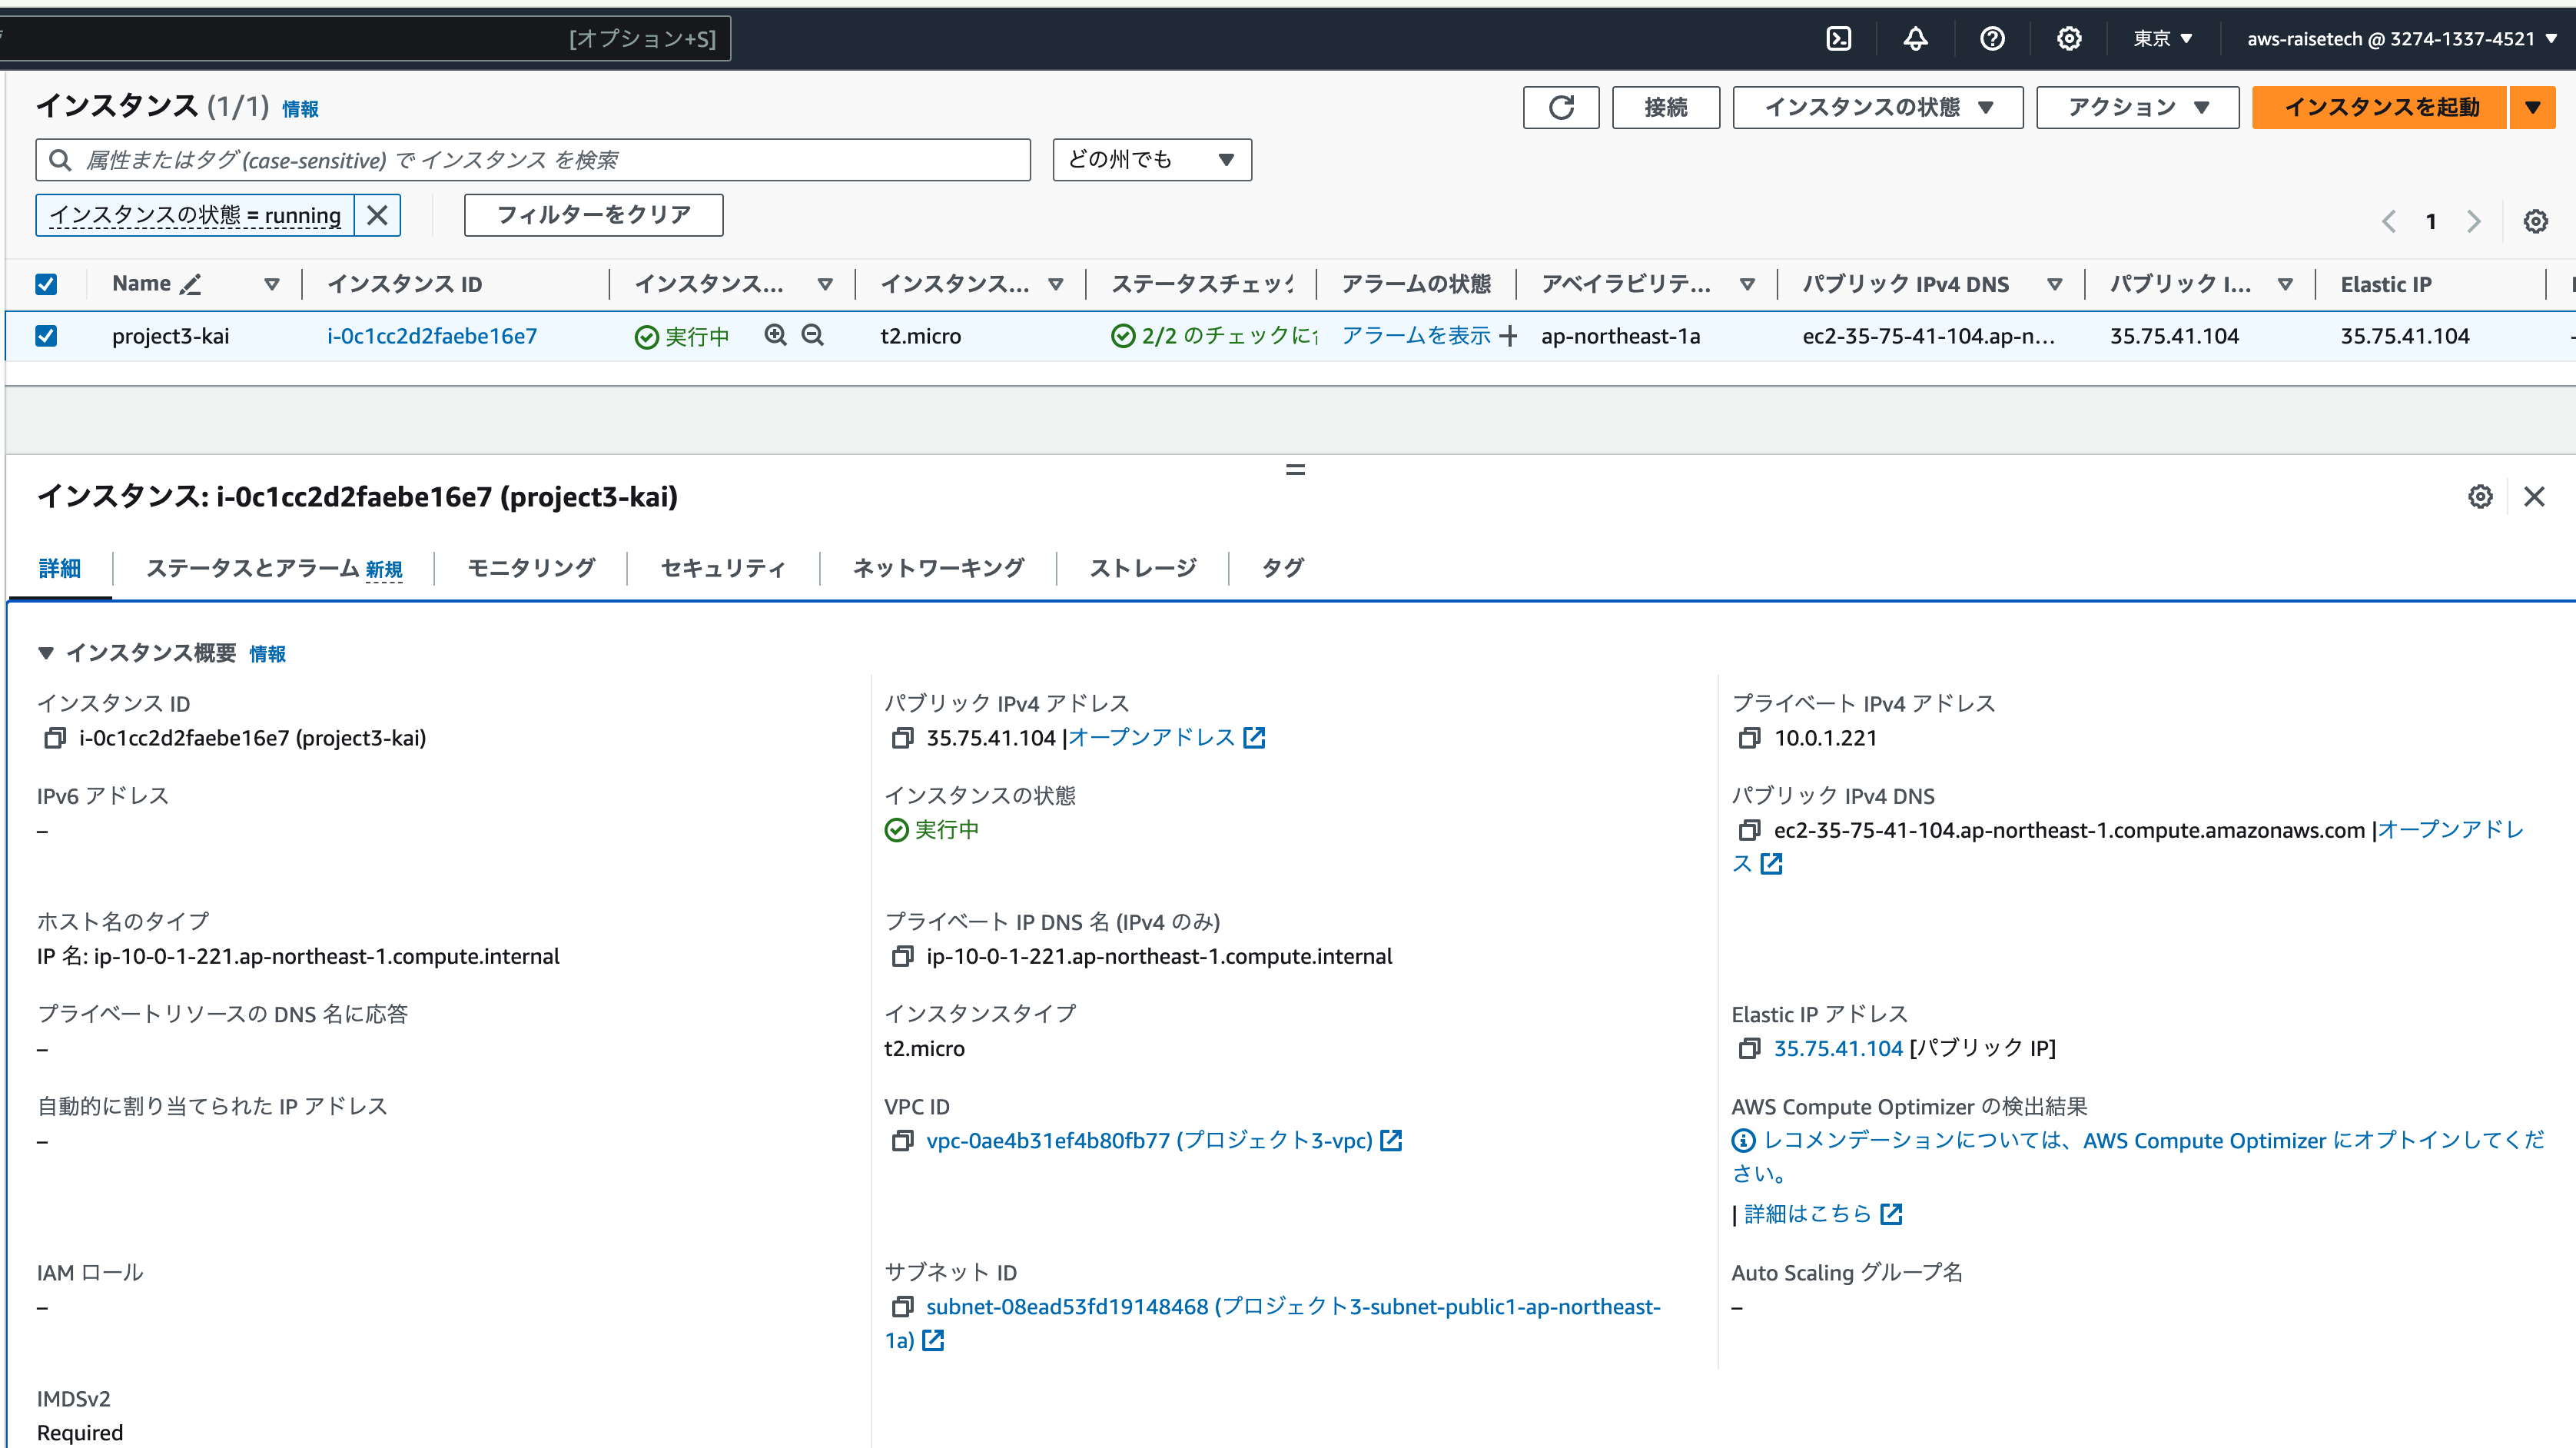 [オプション+S]
東京
aws-raisetech @ 3274-1337-4521
インスタンス (1/1) 情報
接続
インスタンスの状態
アクション
インスタンスを起動
属性またはタグ (case-sensitive) で インスタンス を検索
どの州でも
インスタンスの状態 = running
フィルターをクリア
1
Name
インスタンス ID
インスタンス...
インスタンス...
ステータスチェック
アラームの状態
アベイラビリテ...
パブリック IPv4 DNS
パブリック I...
Elastic IP
project3-kai
i-0c1cc2d2faebe16e7
実行中
t2.micro
2/2 のチェックに
アラームを表示
ap-northeast-1a
ec2-35-75-41-104.ap-n...
35.75.41.104
35.75.41.104
インスタンス: i-0c1cc2d2faebe16e7 (project3-kai)
詳細
ステータスとアラーム 新規
モニタリング
セキュリティ
ネットワーキング
ストレージ
タグ
インスタンス概要 情報
インスタンス ID
i-0c1cc2d2faebe16e7 (project3-kai)
パブリック IPv4 アドレス
35.75.41.104 |オープンアドレス
プライベート IPv4 アドレス
10.0.1.221
IPv6 アドレス
–
インスタンスの状態
実行中
パブリック IPv4 DNS
ec2-35-75-41-104.ap-northeast-1.compute.amazonaws.com |オープンアドレ
ス
ホスト名のタイプ
IP 名: ip-10-0-1-221.ap-northeast-1.compute.internal
プライベート IP DNS 名 (IPv4 のみ)
ip-10-0-1-221.ap-northeast-1.compute.internal
プライベートリソースの DNS 名に応答
–
インスタンスタイプ
t2.micro
Elastic IP アドレス
35.75.41.104 [パブリック IP]
自動的に割り当てられた IP アドレス
–
VPC ID
vpc-0ae4b31ef4b80fb77 (プロジェクト3-vpc)
AWS Compute Optimizer の検出結果
レコメンデーションについては、AWS Compute Optimizer にオプトインしてくだ
さい。
| 詳細はこちら
IAM ロール
–
サブネット ID
subnet-08ead53fd19148468 (プロジェクト3-subnet-public1-ap-northeast-
1a)
Auto Scaling グループ名
–
IMDSv2
Required